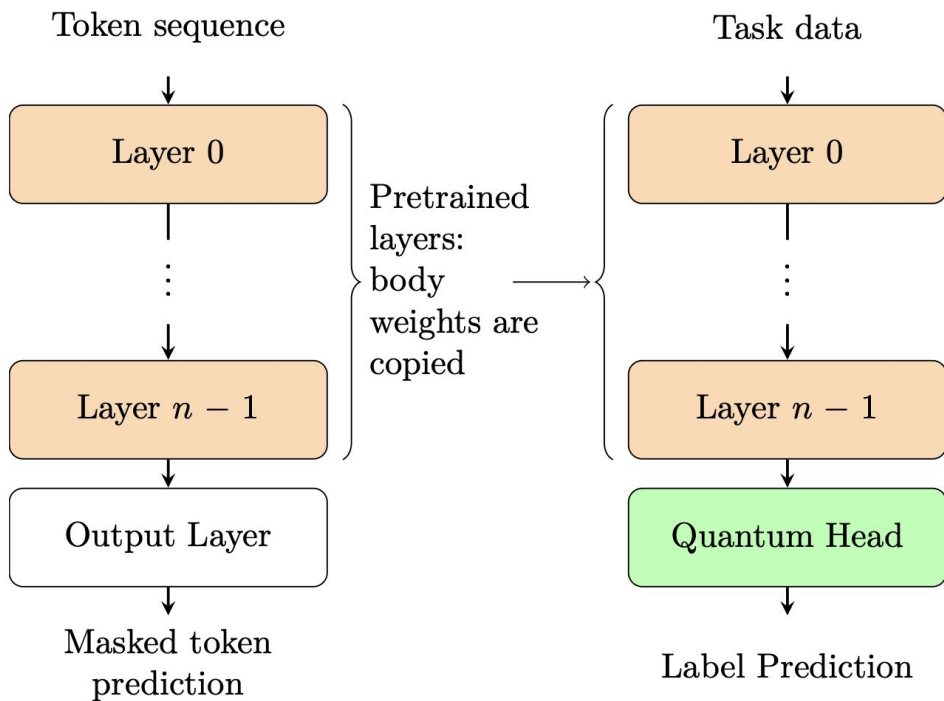 Token sequence
Layer 0
⋮
Layer n − 1
Output Layer
Masked token
prediction
Pretrained
layers:
body
weights are
copied
Task data
Layer 0
⋮
Layer n − 1
Quantum Head
Label Prediction